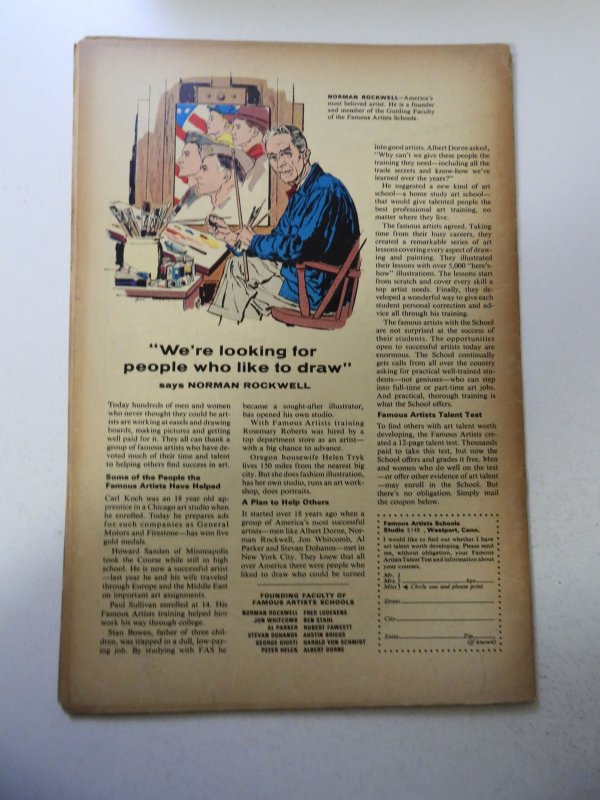 NORMAN ROCKWELL—America's
most beloved artist. He is a founder
and member of the Guiding Faculty
of the Famous Artists Schools.
"We're looking for
people who like to draw"
says NORMAN ROCKWELL
Today hundreds of men and women
who never thought they could be art-
ists are working at easels and drawing
boards, making pictures and getting
well paid for it. They all can thank a
group of famous artists who have de-
voted much of their time and talent
to helping others find success in art.
Some of the People the
Famous Artists Have Helped
Carl Koch was an 18 year old ap-
prentice in a Chicago art studio when
he enrolled. Today he prepares ads
for such companies as General
Motors and Firestone—has won five
gold medals.
Howard Sanden of Minneapolis
took the Course while still in high
school. He is now a successful artist
—last year he and his wife traveled
through Europe and the Middle East
on important art assignments.
Paul Sullivan enrolled at 14. His
Famous Artists training helped him
work his way through college.
Stan Bowen, father of three chil-
dren, was trapped in a dull, low-pay-
ing job. By studying with FAS he
became a sought-after illustrator,
has opened his own studio.
With Famous Artists training
Rosemary Roberts was hired by a
top department store as an artist—
with a big chance to advance.
Oregon housewife Helen Tryk
lives 150 miles from the nearest big
city. But she does fashion illustration,
has her own studio, runs an art work-
shop, does portraits.
A Plan to Help Others
It started over 18 years ago when a
group of America's most successful
artists—men like Albert Dorne, Nor-
man Rockwell, Jon Whitcomb, Al
Parker and Stevan Dohanos—met in
New York City. They knew that all
over America there were people who
liked to draw who could be turned
FOUNDING FACULTY OF
FAMOUS ARTISTS SCHOOLS
NORMAN ROCKWELL FRED LUDEKENS
JON WHITCOMB BEN STAHL
AL PARKER ROBERT FAWCETT
STEVAN DOHANOS AUSTIN BRIGGS
GEORGE GIUSTI HAROLD VON SCHMIDT
PETER HELCK ALBERT DORNE
into good artists. Albert Dorne asked,
"Why can't we give these people the
training they need—including all the
trade secrets and know-how we've
learned over the years?"
He suggested a new kind of art
school—a home study art school—
that would give talented people the
best professional art training, no
matter where they live.
The famous artists agreed. Taking
time from their busy careers, they
created a remarkable series of art
lessons covering every aspect of draw-
ing and painting. They illustrated
their lessons with over 5,000 "here's-
how" illustrations. The lessons start
from scratch and cover every skill a
top artist needs. Finally, they de-
veloped a wonderful way to give each
student personal correction and ad-
vice all through his training.
The famous artists with the School
are not surprised at the success of
their students. The opportunities
open to successful artists today are
enormous. The School continually
gets calls from all over the country
asking for practical well-trained stu-
dents—not geniuses—who can step
into full-time or part-time art jobs.
And practical, thorough training is
what the School offers.
Famous Artists Talent Test
To find others with art talent worth
developing, the Famous Artists cre-
ated a 12-page talent test. Thousands
paid to take this test, but now the
School offers and grades it free. Men
and women who do well on the test
—or offer other evidence of art talent
—may enroll in the School. But
there's no obligation. Simply mail
the coupon below.
Famous Artists Schools
Studio 5148, Westport, Conn.
I would like to find out whether I have
art talent worth developing. Please send
me, without obligation, your Famous
Artists Talent Test and information about
your courses.
Mr.
Mrs. Age
Miss Circle one and please print
Street
City
State Zip
(if known)